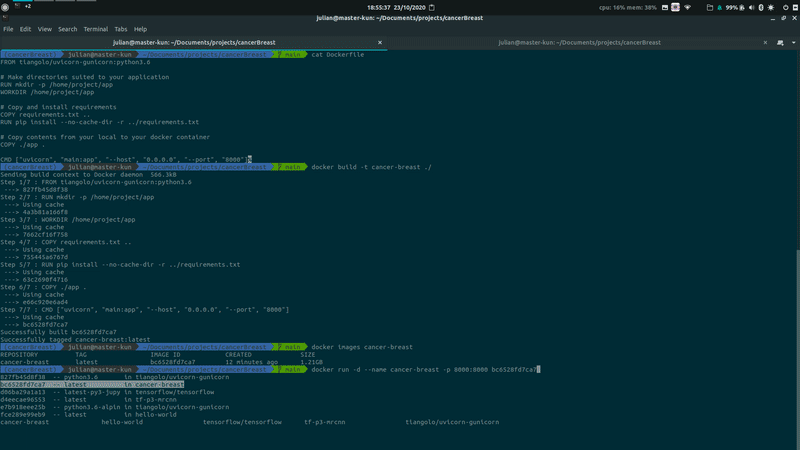 +2
18:55:37    23/10/2020
cpu: 16% mem: 38%
99%
julian@master-kun: ~/Documents/projects/cancerBreast
File Edit View Search Terminal Tabs Help
julian@master-kun: ~/Documents/projects/cancerBreast × julian@master-kun: ~/Documents/projects/cancerBreast ×
(cancerBreast) julian@master-kun ~/Documents/projects/cancerBreast main cat Dockerfile
FROM tiangolo/uvicorn-gunicorn:python3.6
# Make directories suited to your application
RUN mkdir -p /home/project/app
WORKDIR /home/project/app
# Copy and install requirements
COPY requirements.txt ..
RUN pip install --no-cache-dir -r ../requirements.txt
# Copy contents from your local to your docker container
COPY ./app .
CMD ["uvicorn", "main:app", "--host", "0.0.0.0", "--port", "8000"]%
(cancerBreast) julian@master-kun ~/Documents/projects/cancerBreast main docker build -t cancer-breast ./
Sending build context to Docker daemon 566.3kB
Step 1/7 : FROM tiangolo/uvicorn-gunicorn:python3.6
---> 827fb45d8f38
Step 2/7 : RUN mkdir -p /home/project/app
---> Using cache
---> 4a3b81a166f8
Step 3/7 : WORKDIR /home/project/app
---> Using cache
---> 7662cf16f758
Step 4/7 : COPY requirements.txt ..
---> Using cache
---> 755445a6767d
Step 5/7 : RUN pip install --no-cache-dir -r ../requirements.txt
---> Using cache
---> 63c2690f4716
Step 6/7 : COPY ./app .
---> Using cache
---> e66c920e6ad4
Step 7/7 : CMD ["uvicorn", "main:app", "--host", "0.0.0.0", "--port", "8000"]
---> Using cache
---> bc6528fd7ca7
Successfully built bc6528fd7ca7
Successfully tagged cancer-breast:latest
(cancerBreast) julian@master-kun ~/Documents/projects/cancerBreast main docker images cancer-breast
REPOSITORY TAG IMAGE ID CREATED SIZE
cancer-breast latest bc6528fd7ca7 12 minutes ago 1.21GB
(cancerBreast) julian@master-kun ~/Documents/projects/cancerBreast main docker run -d --name cancer-breast -p 8000:8000 bc6528fd7ca7
827fb45d8f38 -- python3.6 in tiangolo/uvicorn-gunicorn
bc6528fd7ca7 -- latest in cancer-breast
d06ba29a1a13 -- latest-py3-jupy in tensorflow/tensorflow
d4eecae96553 -- latest in tf-p3-mrcnn
e7b918eee25b -- python3.6-alpin in tiangolo/uvicorn-gunicorn
fce289e99eb9 -- latest in hello-world
cancer-breast hello-world tensorflow/tensorflow tf-p3-mrcnn tiangolo/uvicorn-gunicorn